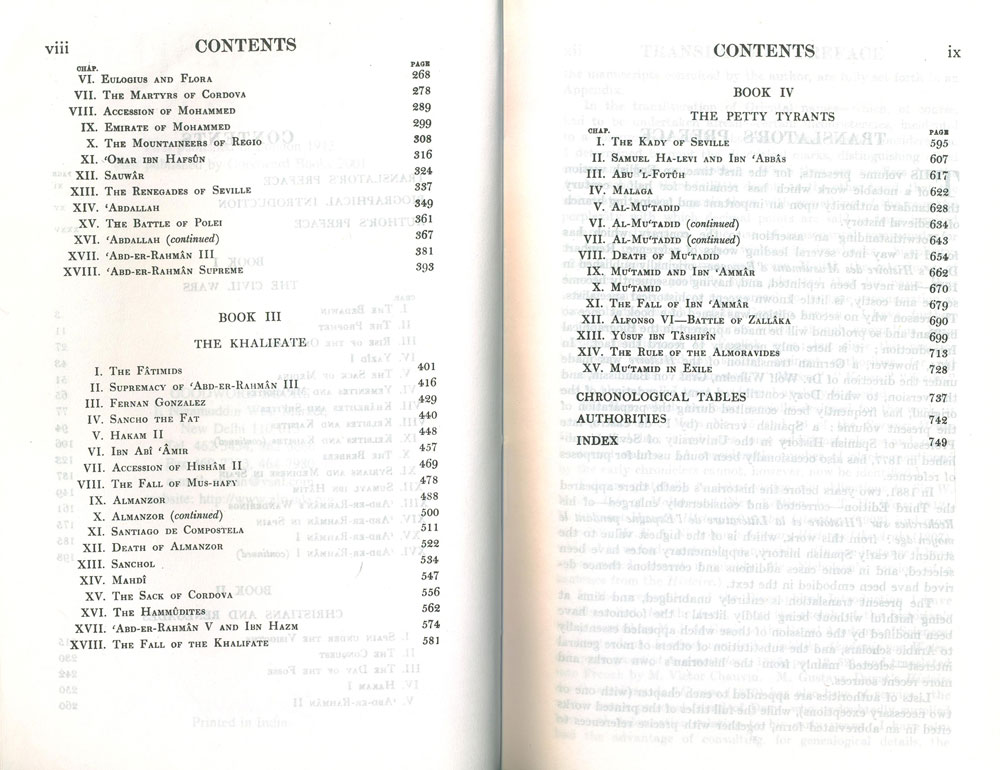 viii CONTENTS
CHAP. PAGE
VI. EULOGIUS AND FLORA 268
VII. THE MARTYRS OF CORDOVA 278
VIII. ACCESSION OF MOHAMMED 289
IX. EMIRATE OF MOHAMMED 299
X. THE MOUNTAINEERS OF REGIO 308
XI. ‘OMAR IBN HAFSÛN 316
XII. SAUWÂR 324
XIII. THE RENEGADES OF SEVILLE 337
XIV. ‘ABDALLAH 349
XV. THE BATTLE OF POLEI 361
XVI. ‘ABDALLAH (continued) 367
XVII. ‘ABD-ER-RAHMÂN III 381
XVIII. ‘ABD-ER-RAHMÂN SUPREME 393
BOOK III
THE KHALIFATE
I. THE FÂTIMIDS 401
II. SUPREMACY OF ‘ABD-ER-RAHMÂN III 416
III. FERNAN GONZALEZ 429
IV. SANCHO THE FAT 440
V. HAKAM II 448
VI. IBN ABÎ ‘ÂMIR 457
VII. ACCESSION OF HISHÂM II 469
VIII. THE FALL OF MUS-HAFY 478
IX. ALMANZOR 488
X. ALMANZOR (continued) 500
XI. SANTIAGO DE COMPOSTELA 511
XII. DEATH OF ALMANZOR 522
XIII. SANCHOL 534
XIV. MAHDÎ 547
XV. THE SACK OF CORDOVA 556
XVI. THE HAMMÛDITES 562
XVII. ‘ABD-ER-RAHMÂN V AND IBN HAZM 574
XVIII. THE FALL OF THE KHALIFATE 581
CONTENTS ix
BOOK IV
THE PETTY TYRANTS
CHAP. PAGE
I. THE KADY OF SEVILLE 595
II. SAMUEL HA-LEVI AND IBN ‘ABBÂS 607
III. ABU ’L-FOTÛH 617
IV. MALAGA 622
V. AL-MU‘TADID 628
VI. AL-MU‘TADID (continued) 634
VII. AL-MU‘TADID (continued) 643
VIII. DEATH OF MU‘TADID 654
IX. MU‘TAMID AND IBN ‘AMMÂR 662
X. MU‘TAMID 670
XI. THE FALL OF IBN ‘AMMÂR 679
XII. ALFONSO VI—BATTLE OF ZALLÂKA 690
XIII. YÛSUF IBN TÂSHIFÎN 699
XIV. THE RULE OF THE ALMORAVIDES 713
XV. MU‘TAMID IN EXILE 728
CHRONOLOGICAL TABLES 737
AUTHORITIES 742
INDEX 749